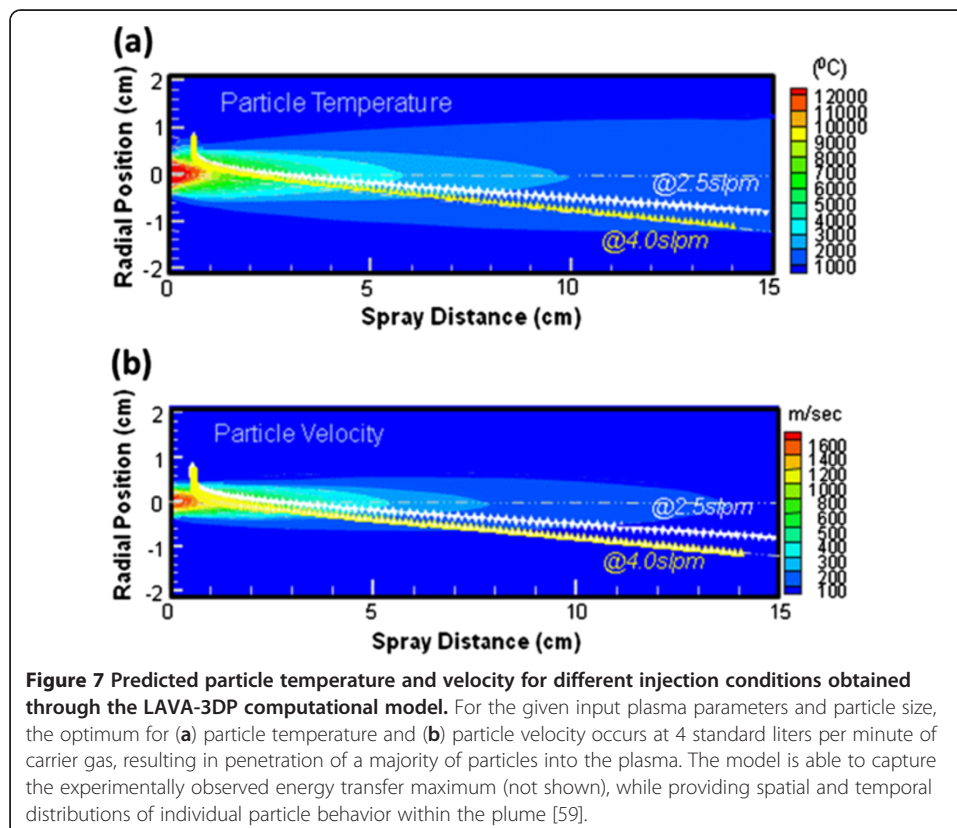 (a)
(⁰C)
Particle Temperature
2
1
0
-1
-2
Radial Position (cm)
@2.5slpm
@4.0slpm
12000
10000
9000
8000
7000
6000
5000
4000
3000
2000
1000
0
5
10
15
Spray Distance (cm)
(b)
m/sec
Particle Velocity
2
1
0
-1
-2
Radial Position (cm)
@2.5slpm
@4.0slpm
1600
1400
1200
1000
800
600
400
300
200
100
0
5
10
15
Spray Distance (cm)
Figure 7 Predicted particle temperature and velocity for different injection conditions obtained
through the LAVA-3DP computational model. For the given input plasma parameters and particle size,
the optimum for (a) particle temperature and (b) particle velocity occurs at 4 standard liters per minute of
carrier gas, resulting in penetration of a majority of particles into the plasma. The model is able to capture
the experimentally observed energy transfer maximum (not shown), while providing spatial and temporal
distributions of individual particle behavior within the plume [59].